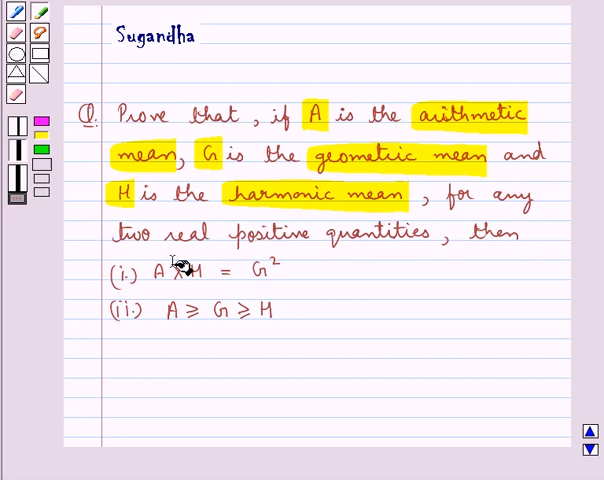 Sugandha
Q. Prove that, if A is the arithmetic
mean, G is the geometric mean and
H is the harmonic mean, for any
two real positive quantities, then
(i.) A × H = G²
(ii.) A ≥ G ≥ H